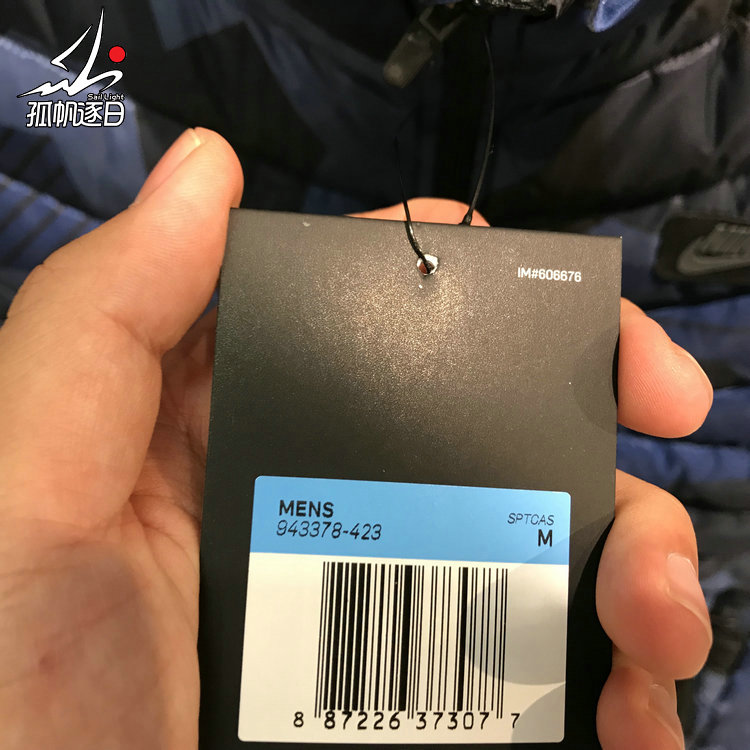 Sail Light
孤帆逐日
IM#606676
MENS
943378-423
SPTCAS
M
8 87226 37307 7